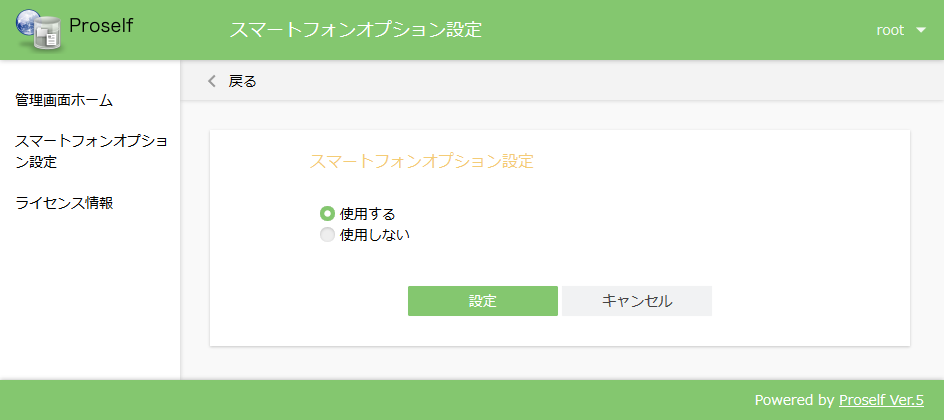 Proself
スマートフォンオプション設定
root
戻る
管理画面ホーム
スマートフォンオプショ
ン設定
ライセンス情報
スマートフォンオプション設定
使用する
使用しない
設定
キャンセル
Powered by Proself Ver.5